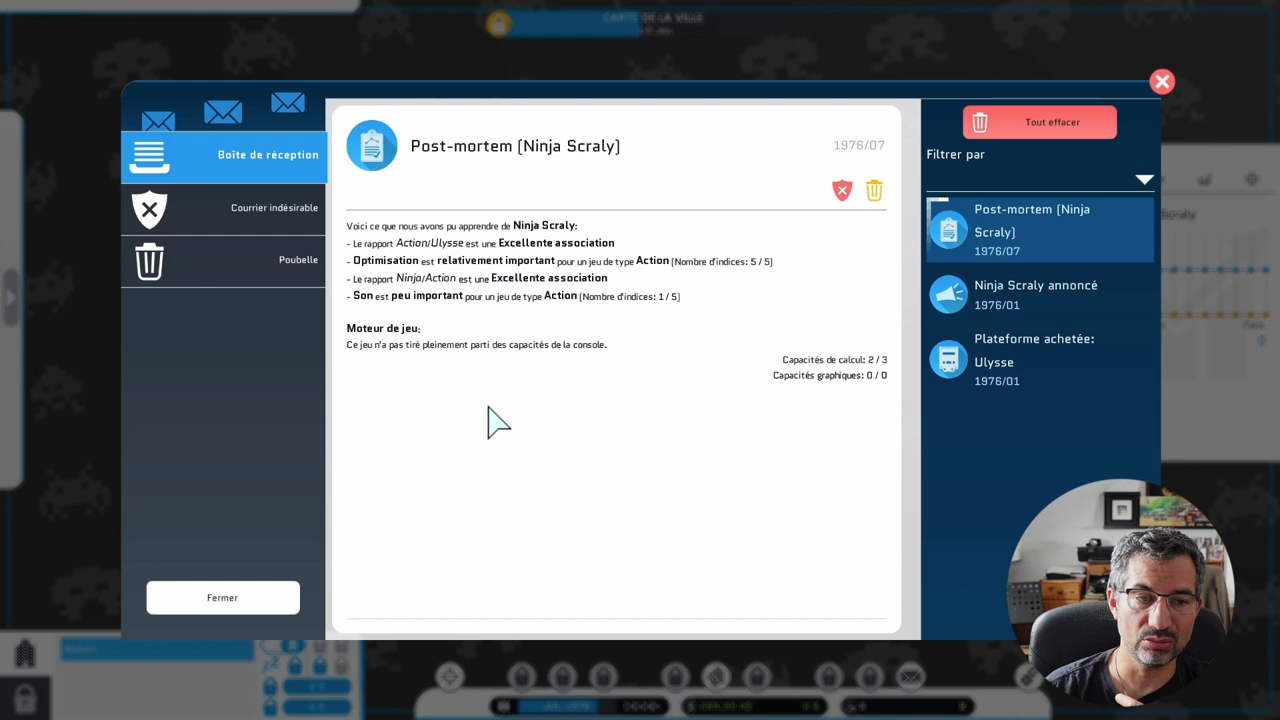 CARTE DE LA VILLE
Boîte de réception
Courrier indésirable
Poubelle
Fermer
Post-mortem (Ninja Scraly)
1976/07
Voici ce que nous avons pu apprendre de Ninja Scraly:
- Le rapport Action/Ulysse est une Excellente association
- Optimisation est relativement important pour un jeu de type Action (Nombre d'indices: 5 / 5)
- Le rapport Ninja/Action est une Excellente association
- Son est peu important pour un jeu de type Action (Nombre d'indices: 1 / 5)
Moteur de jeu:
Ce jeu n'a pas tiré pleinement parti des capacités de la console.
Capacités de calcul: 2 / 3
Capacités graphiques: 0 / 0
Tout effacer
Filtrer par
Post-mortem (Ninja
Scraly)
1976/07
Ninja Scraly annoncé
1976/01
Plateforme achetée:
Ulysse
1976/01